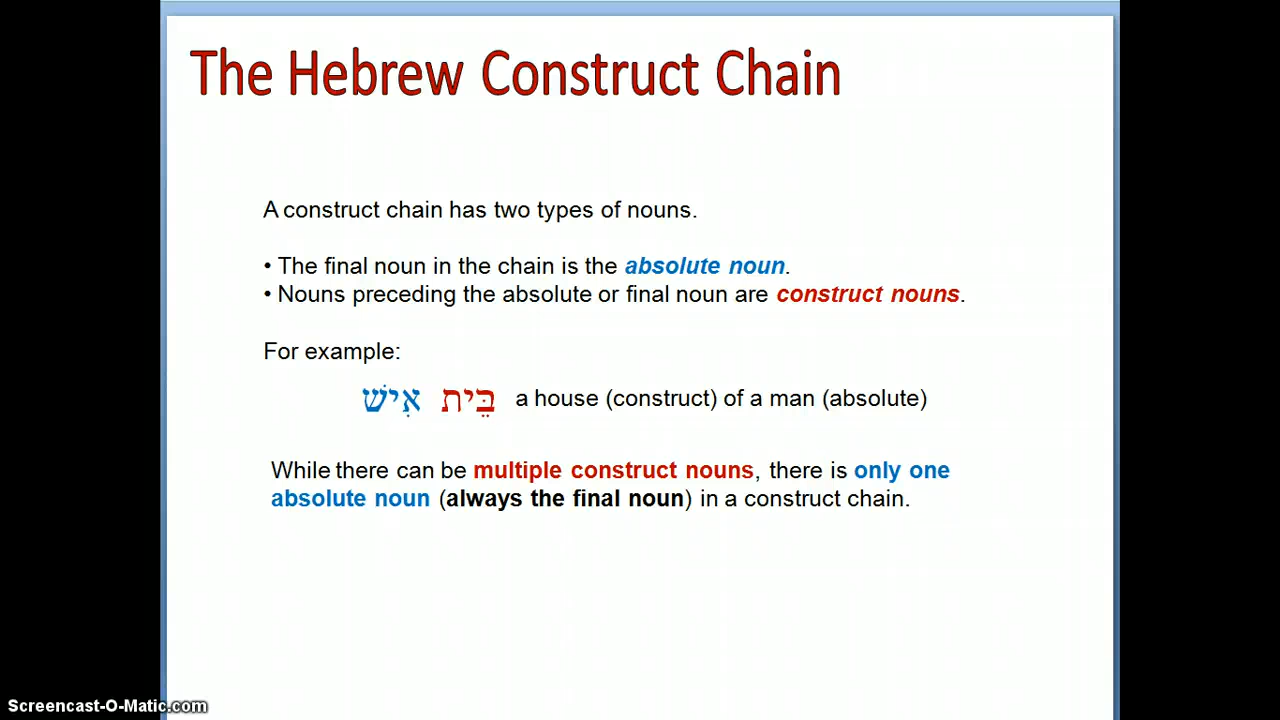 The Hebrew Construct Chain
A construct chain has two types of nouns.
• The final noun in the chain is the absolute noun.
• Nouns preceding the absolute or final noun are construct nouns.
For example:
בֵּית אִישׁ a house (construct) of a man (absolute)
While there can be multiple construct nouns, there is only one
absolute noun (always the final noun) in a construct chain.
Screencast-O-Matic.com